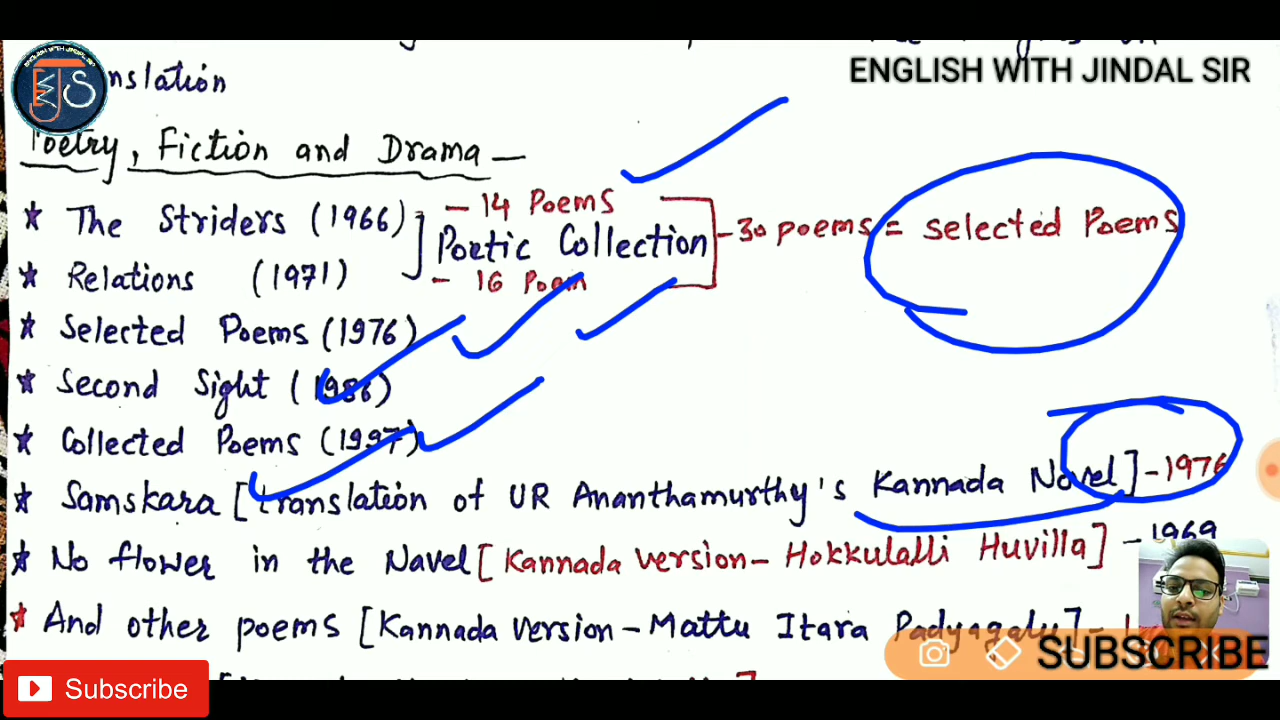 ENGLISH WITH JINDAL SIR
nslation
Poetry, Fiction and Drama —
★ The Striders (1966) - 14 Poems
Poetic Collection - 30 poems = selected Poems
★ Relations (1971) - 16 Poem
★ Selected Poems (1976)
★ Second Sight (1986)
★ Collected Poems (1997)
★ Samskara [translation of UR Ananthamurthy's Kannada Novel] - 1976
★ No flower in the Navel [Kannada version - Hokkulalli Huvilla] - 1969
★ And other poems [Kannada Version - Mattu Itara Padyagalu] -
SUBSCRIBE
Subscribe